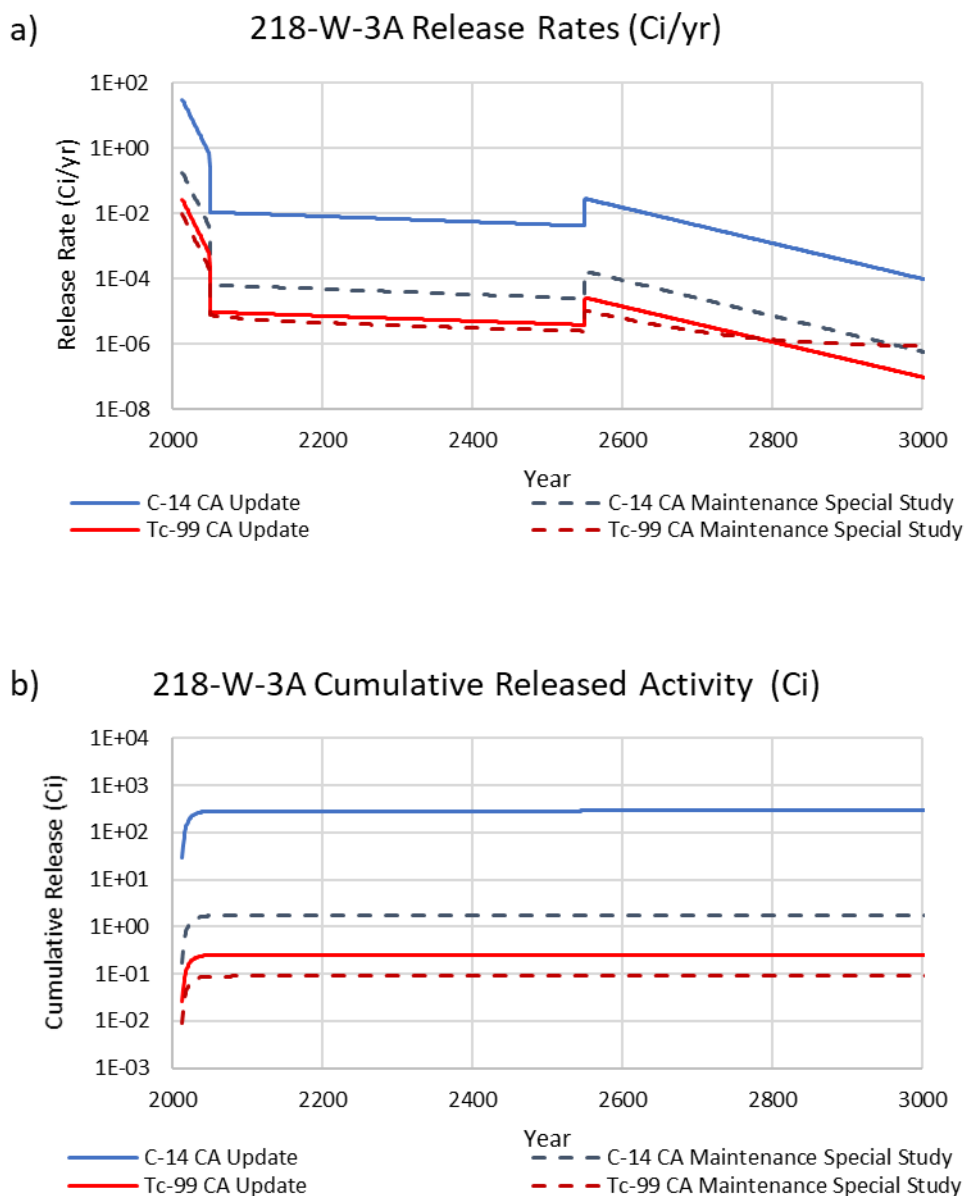 a)
218-W-3A Release Rates (Ci/yr)
Release Rate (Ci/yr)
1E+02
1E+00
1E-02
1E-04
1E-06
1E-08
2000 2200 2400 2600 2800 3000
Year
C-14 CA Update
C-14 CA Maintenance Special Study
Tc-99 CA Update
Tc-99 CA Maintenance Special Study
b)
218-W-3A Cumulative Released Activity (Ci)
Cumulative Release (Ci)
1E+04
1E+03
1E+02
1E+01
1E+00
1E-01
1E-02
1E-03
2000 2200 2400 2600 2800 3000
Year
C-14 CA Update
C-14 CA Maintenance Special Study
Tc-99 CA Update
Tc-99 CA Maintenance Special Study